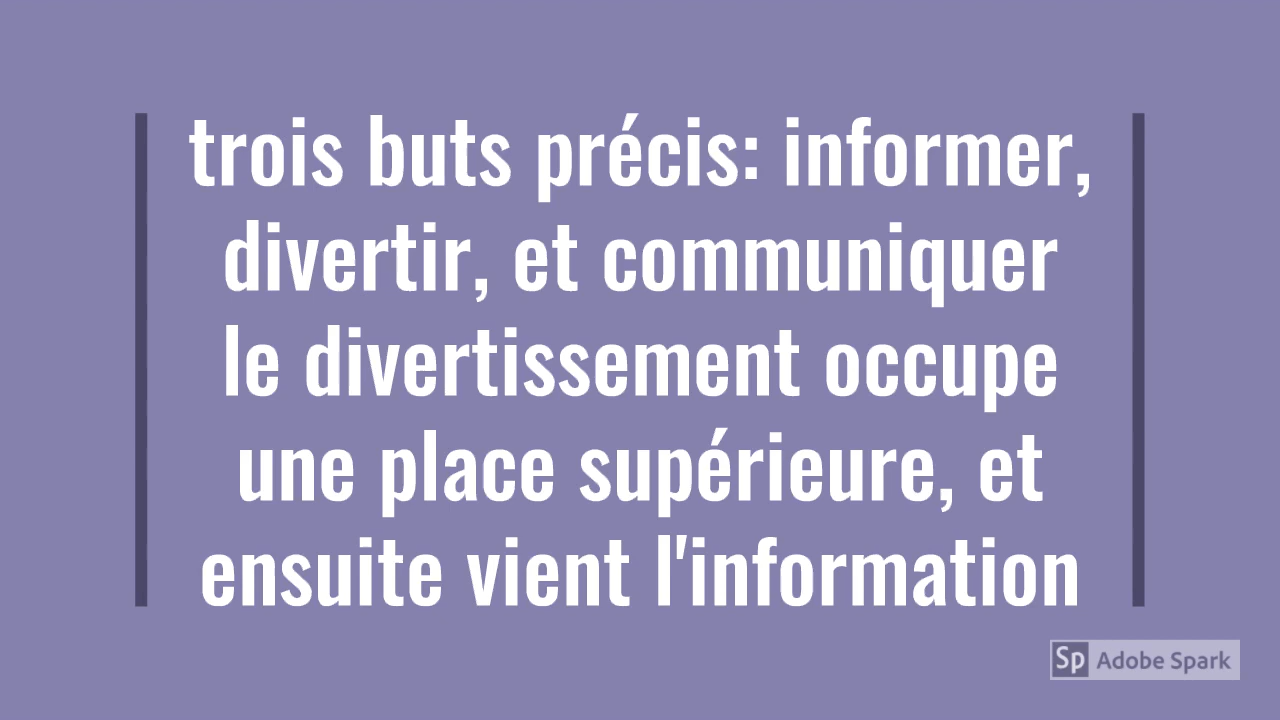 trois buts précis: informer,
divertir, et communiquer
le divertissement occupe
une place supérieure, et
ensuite vient l'information
Sp Adobe Spark